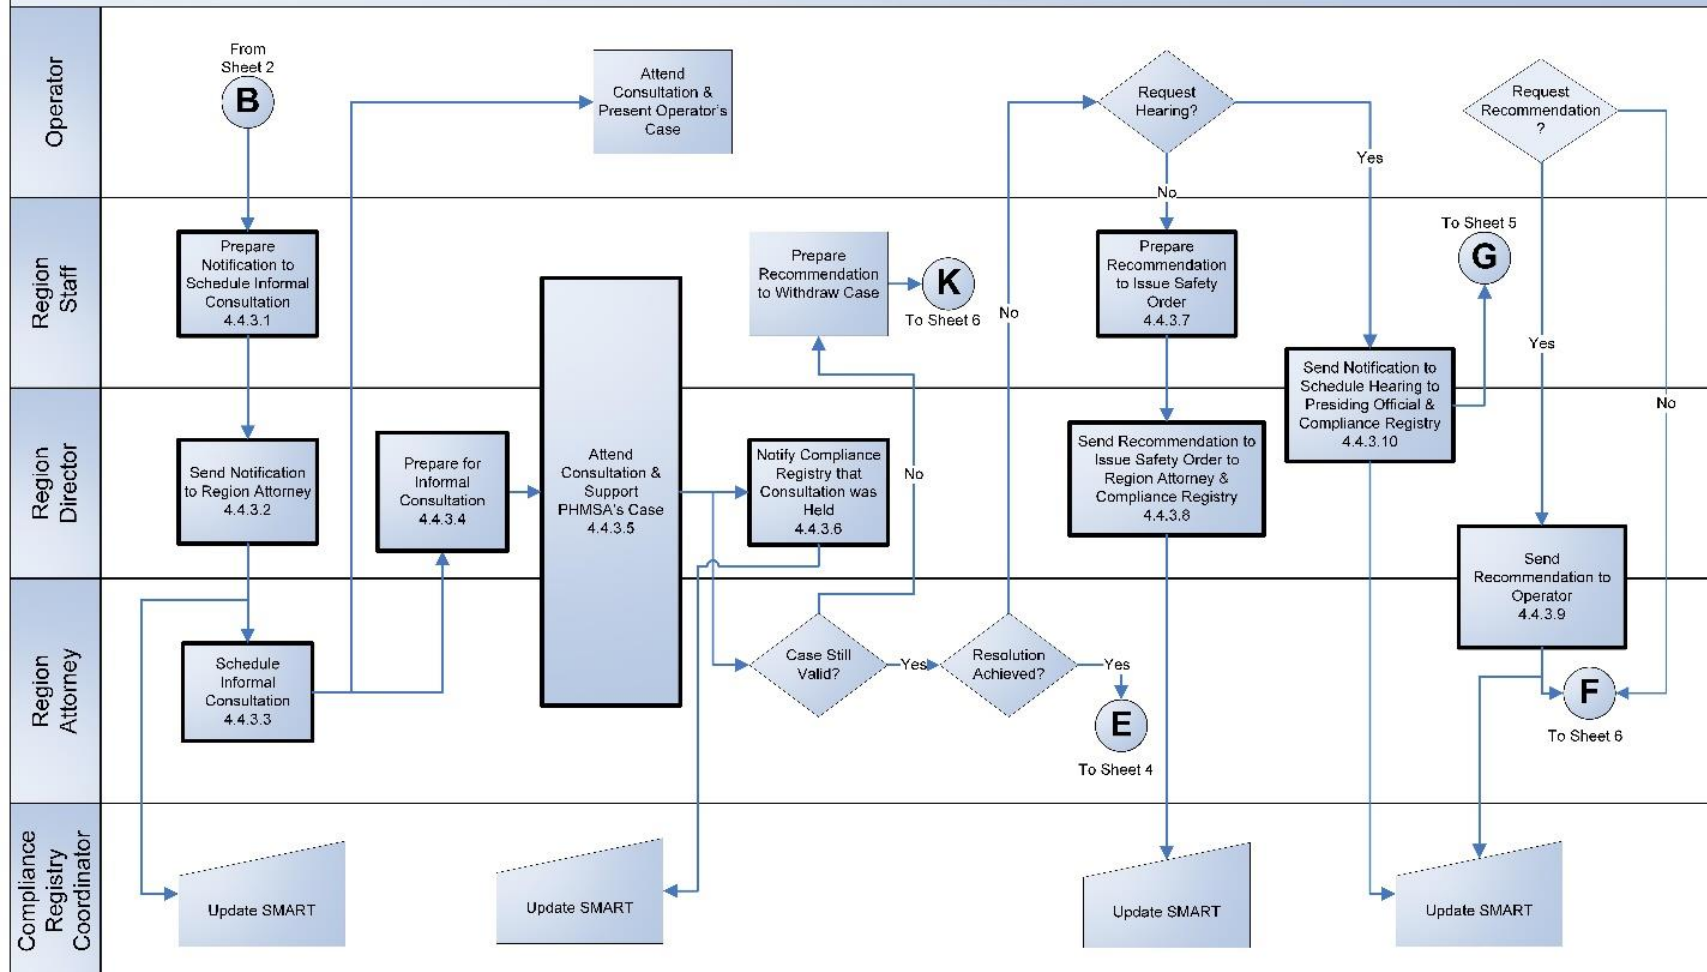 Operator
From
Sheet 2
B
Attend
Consultation &
Present Operator's
Case
Request
Hearing?
Yes
No
Request
Recommendation
?
Yes
No
Region
Staff
Prepare
Notification to
Schedule Informal
Consultation
4.4.3.1
Prepare
Recommendation
to Withdraw Case
K
To Sheet 6
No
Prepare
Recommendation
to Issue Safety
Order
4.4.3.7
To Sheet 5
G
Send Notification to
Schedule Hearing to
Presiding Official &
Compliance Registry
4.4.3.10
Region
Director
Send Notification
to Region Attorney
4.4.3.2
Prepare for
Informal
Consultation
4.4.3.4
Attend
Consultation &
Support
PHMSA's Case
4.4.3.5
Notify Compliance
Registry that
Consultation was
Held
4.4.3.6
No
Send Recommendation to
Issue Safety Order to
Region Attorney &
Compliance Registry
4.4.3.8
Send
Recommendation to
Operator
4.4.3.9
Region
Attorney
Schedule
Informal
Consultation
4.4.3.3
Case Still
Valid?
Yes
Resolution
Achieved?
Yes
E
To Sheet 4
F
To Sheet 6
Compliance
Registry
Coordinator
Update SMART
Update SMART
Update SMART
Update SMART